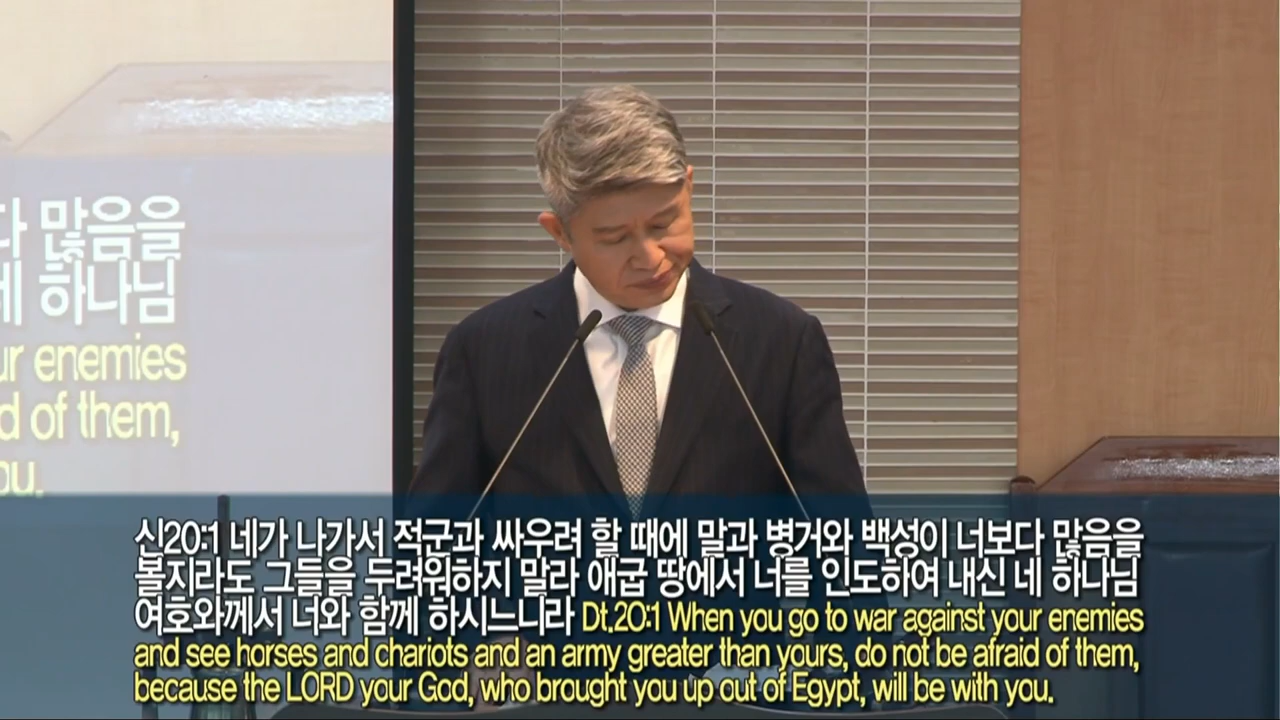 다 많음을
네 하나님
ur enemies
d of them,
ou.
신20:1 네가 나가서 적군과 싸우려 할 때에 말과 병거와 백성이 너보다 많음을
볼지라도 그들을 두려워하지 말라 애굽 땅에서 너를 인도하여 내신 네 하나님
여호와께서 너와 함께 하시느니라 Dt.20:1 When you go to war against your enemies
and see horses and chariots and an army greater than yours, do not be afraid of them,
because the LORD your God, who brought you up out of Egypt, will be with you.